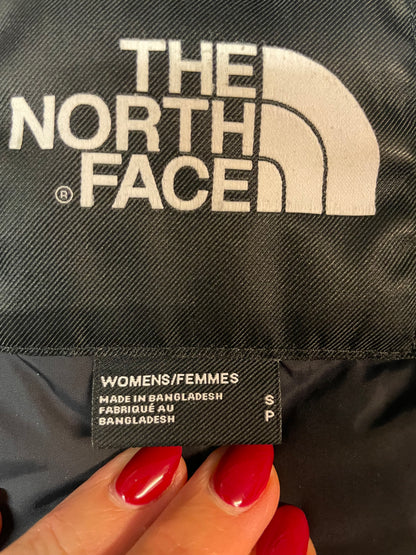 THE
NORTH
FACE
®
WOMENS/FEMMES
MADE IN BANGLADESH
FABRIQUÉ AU
BANGLADESH
S
P